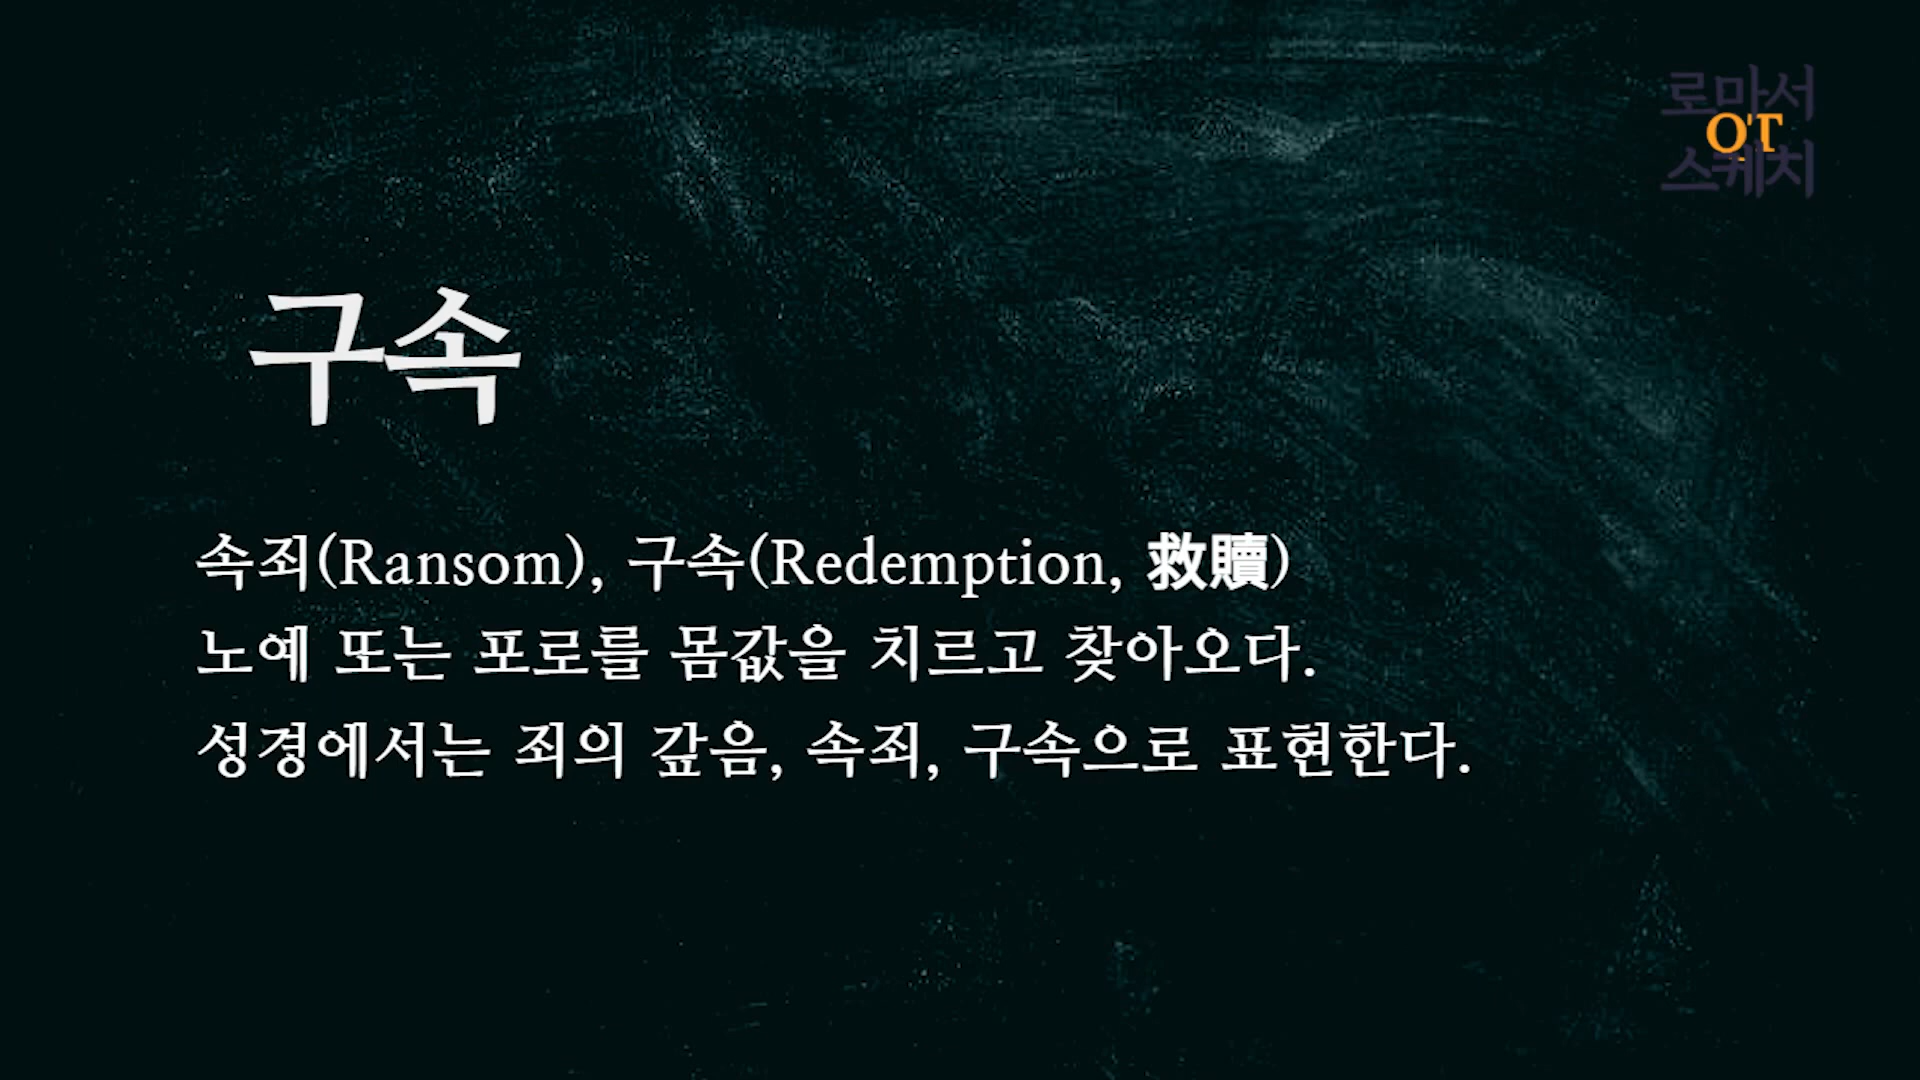 로마서
Q.T
스케치
구속
속죄(Ransom), 구속(Redemption, 救贖)
노예 또는 포로를 몸값을 치르고 찾아오다.
성경에서는 죄의 갚음, 속죄, 구속으로 표현한다.